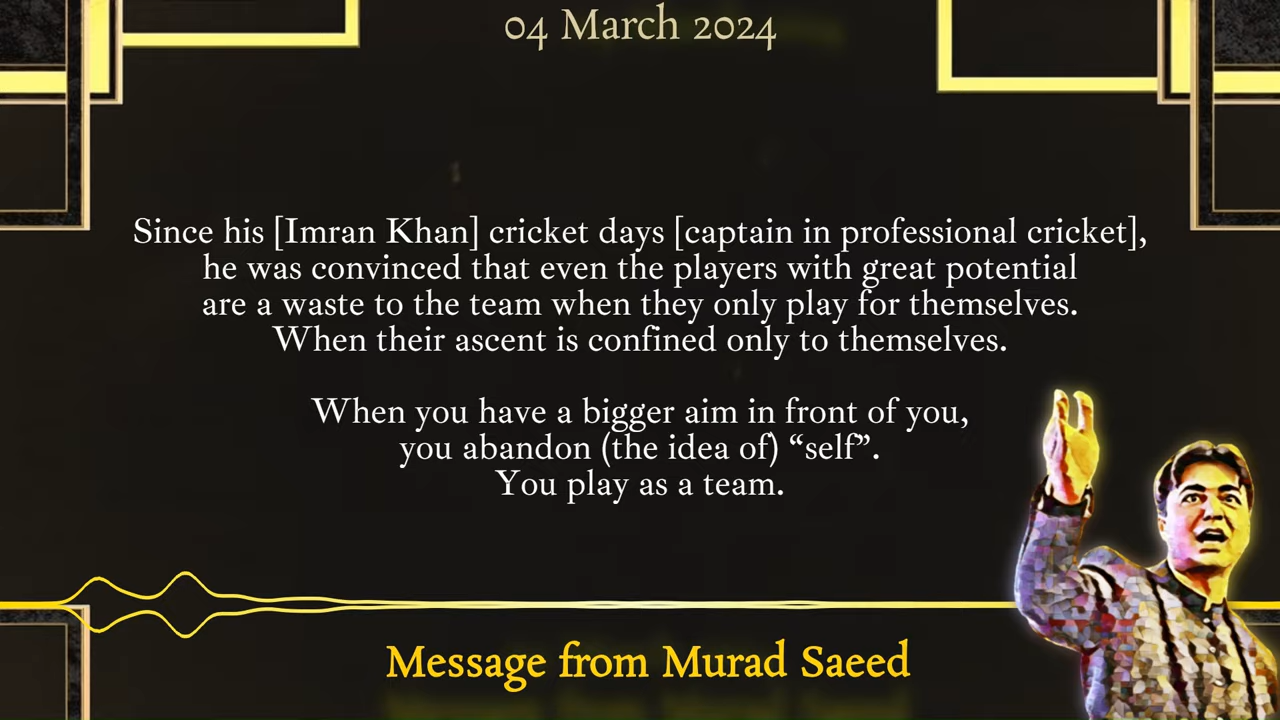 04 March 2024
Since his [Imran Khan] cricket days [captain in professional cricket],
he was convinced that even the players with great potential
are a waste to the team when they only play for themselves.
When their ascent is confined only to themselves.
When you have a bigger aim in front of you,
you abandon (the idea of) “self”.
You play as a team.
Message from Murad Saeed